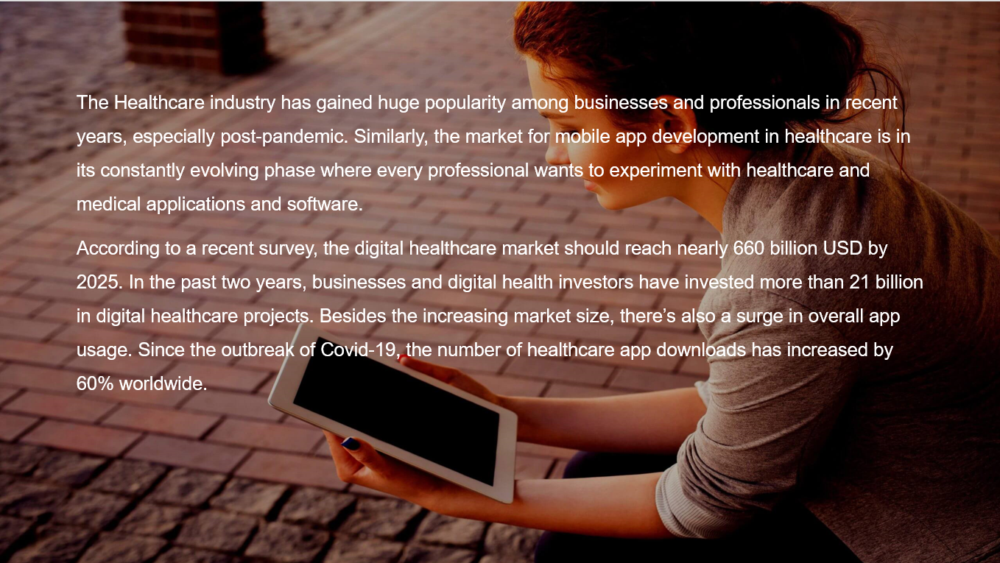 The Healthcare industry has gained huge popularity among businesses and professionals in recent
years, especially post-pandemic. Similarly, the market for mobile app development in healthcare is in
its constantly evolving phase where every professional wants to experiment with healthcare and
medical applications and software.
According to a recent survey, the digital healthcare market should reach nearly 660 billion USD by
2025. In the past two years, businesses and digital health investors have invested more than 21 billion
in digital healthcare projects. Besides the increasing market size, there’s also a surge in overall app
usage. Since the outbreak of Covid-19, the number of healthcare app downloads has increased by
60% worldwide.